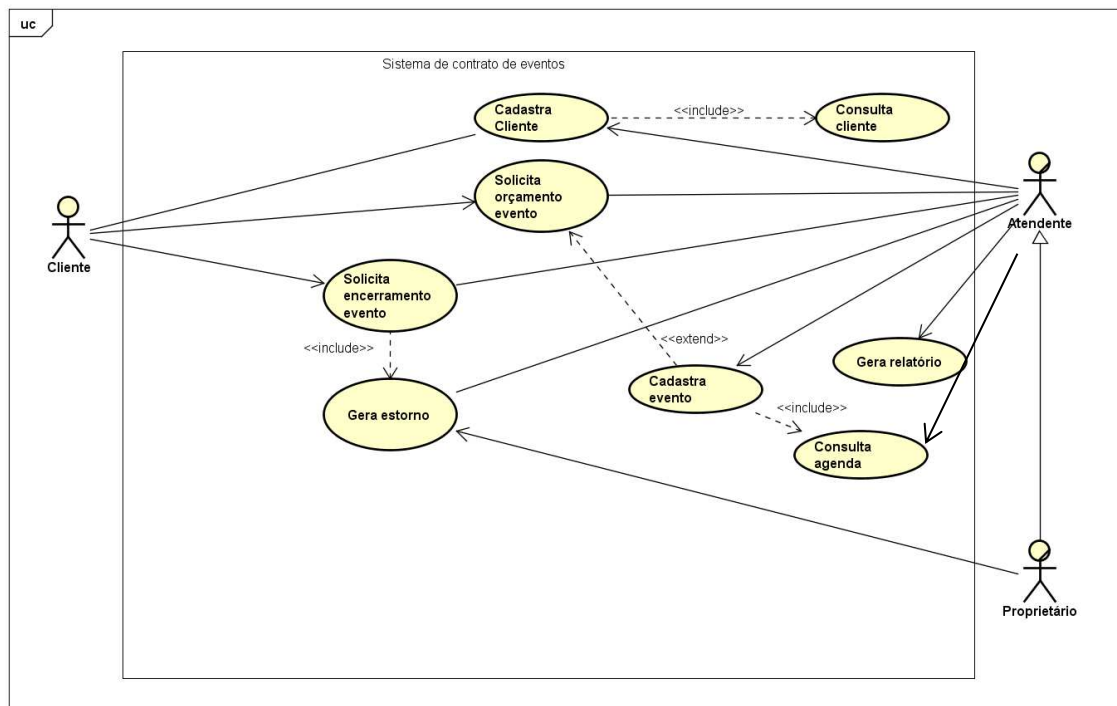 uc
Sistema de contrato de eventos
Cadastra
Cliente
<<include>>
Consulta
cliente
Solicita
orçamento
evento
Atendente
Cliente
Solicita
encerramento
evento
<<include>>
<<extend>>
Gera relatório
Cadastra
evento
<<include>>
Gera estorno
Consulta
agenda
Proprietário